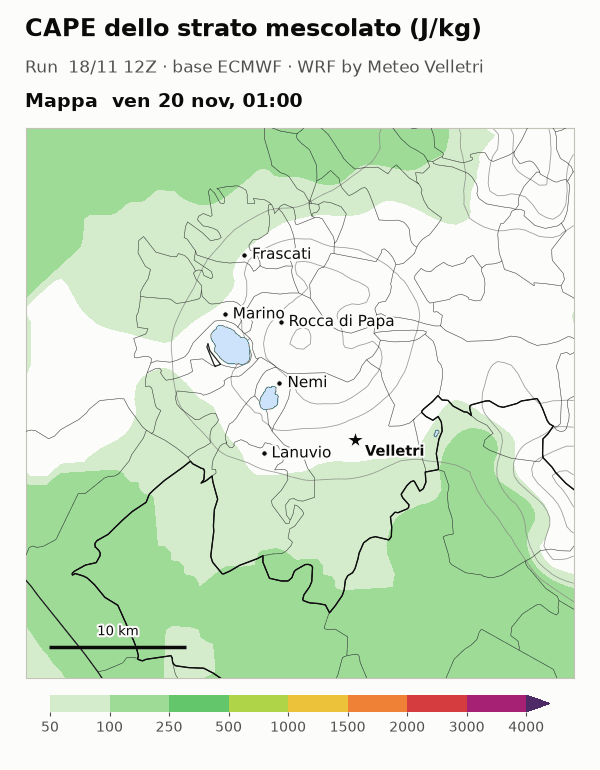 CAPE dello strato mescolato (J/kg)
Run  18/11 12Z · base ECMWF · WRF by Meteo Velletri
Mappa  ven 20 nov, 01:00
Frascati
Marino
Rocca di Papa
Nemi
Velletri
Lanuvio
10 km
50 100 250 500 1000 1500 2000 3000 4000